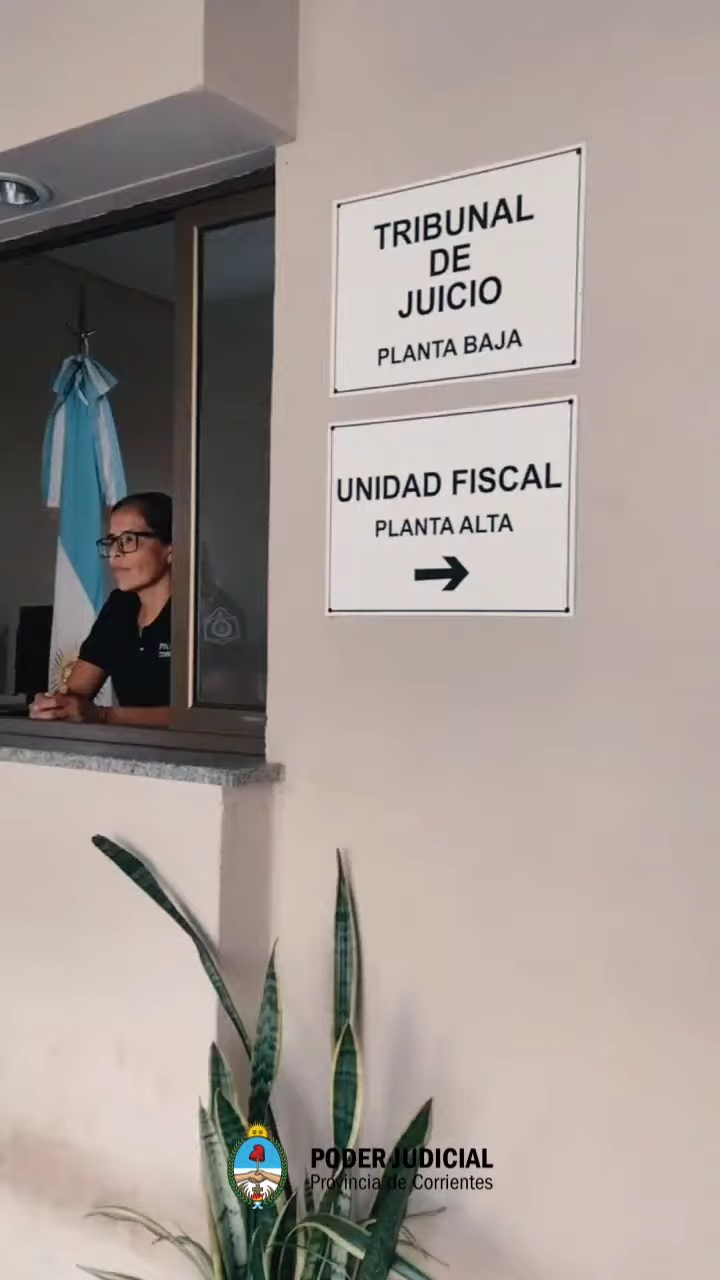 TRIBUNAL
DE
JUICIO
PLANTA BAJA
UNIDAD FISCAL
PLANTA ALTA
PODER JUDICIAL
Provincia de Corrientes